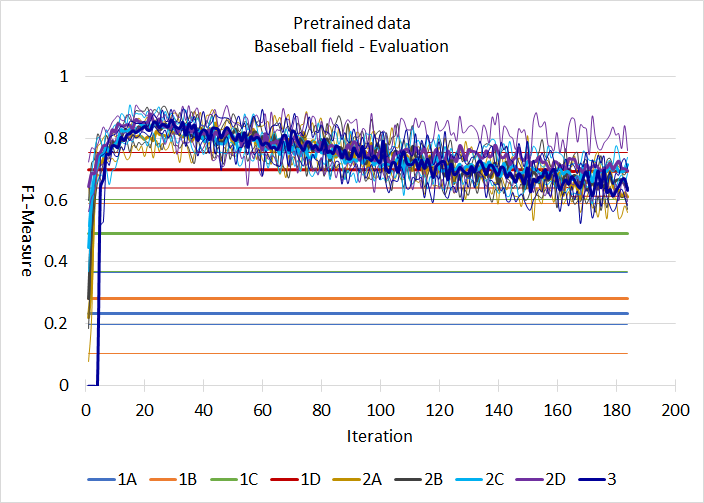 Pretrained data
Baseball field - Evaluation
1
0.8
0.6
0.4
0.2
0
F1-Measure
0 20 40 60 80 100 120 140 160 180 200
Iteration
1A 1B 1C 1D 2A 2B 2C 2D 3